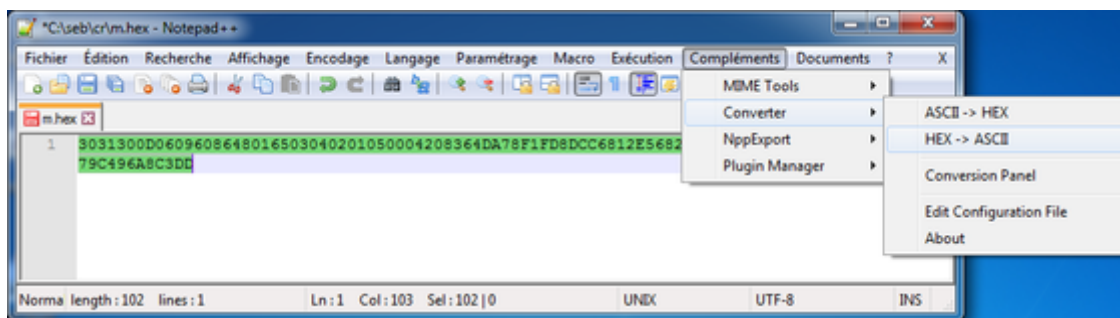 *C:\seb\cr\m.hex - Notepad++
Fichier Édition Recherche Affichage Encodage Langage Paramétrage Macro Exécution Compléments Documents ? X
m.hex
1 3031300D0609608648016503040201050004208364DA78F1FD8DCC6812E5682
79C496A8C3DD
MIME Tools
Converter
NppExport
Plugin Manager
ASCII -> HEX
HEX -> ASCII
Conversion Panel
Edit Configuration File
About
Norma length : 102 lines : 1 Ln : 1 Col : 103 Sel : 102 | 0 UNIX UTF-8 INS